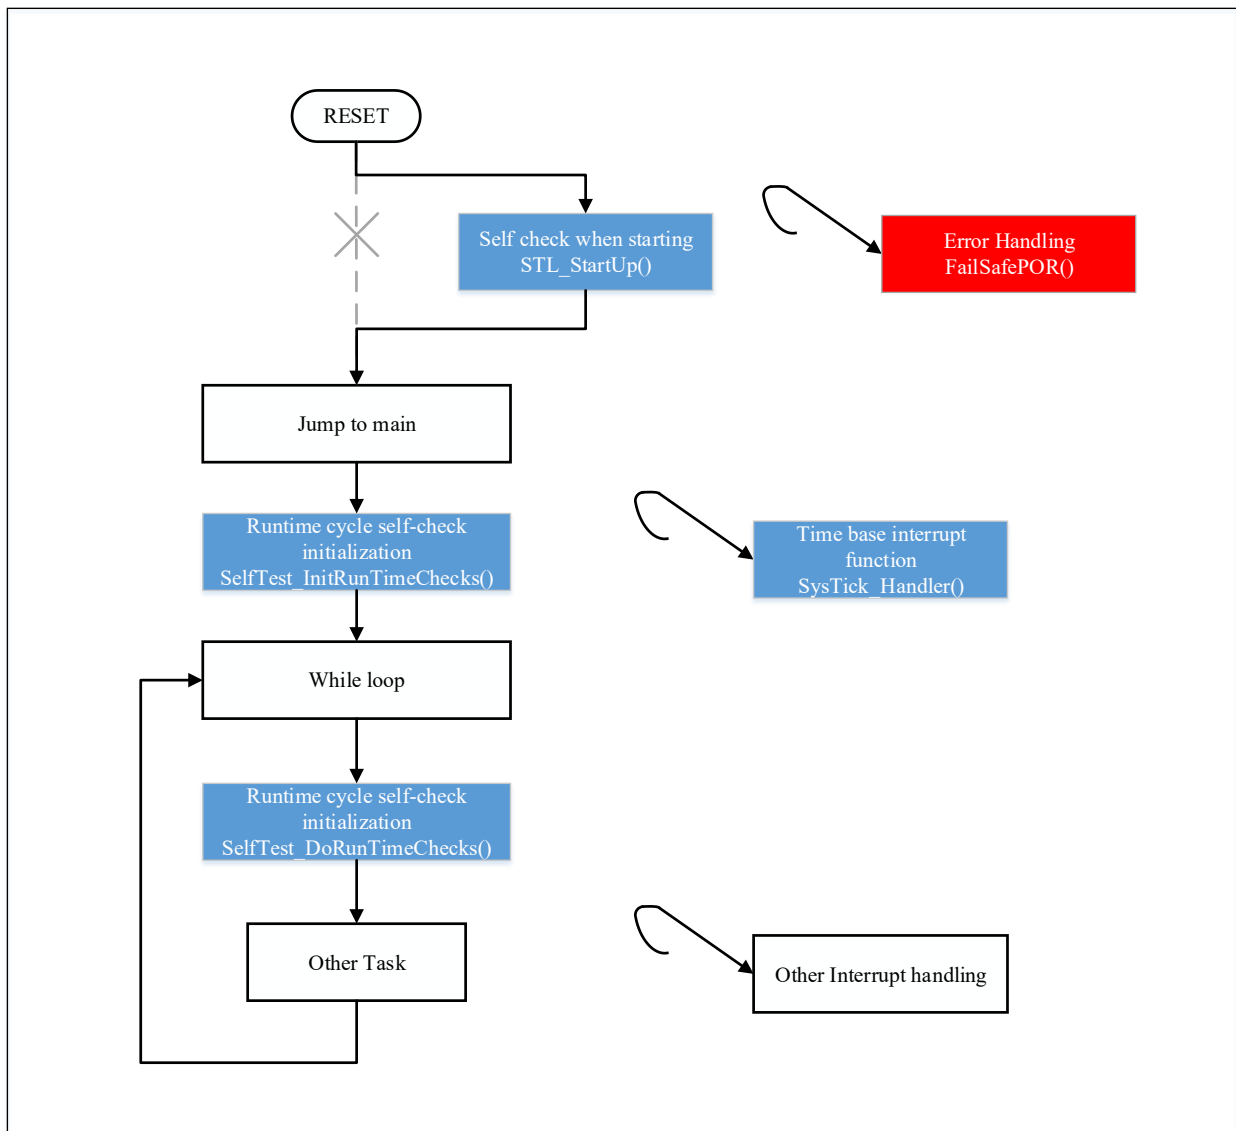 RESET
Self check when starting
STL_StartUp()
Error Handling
FailSafePOR()
Jump to main
Runtime cycle self-check
initialization
SelfTest_InitRunTimeChecks()
Time base interrupt
function
SysTick_Handler()
While loop
Runtime cycle self-check
initialization
SelfTest_DoRunTimeChecks()
Other Task
Other Interrupt handling